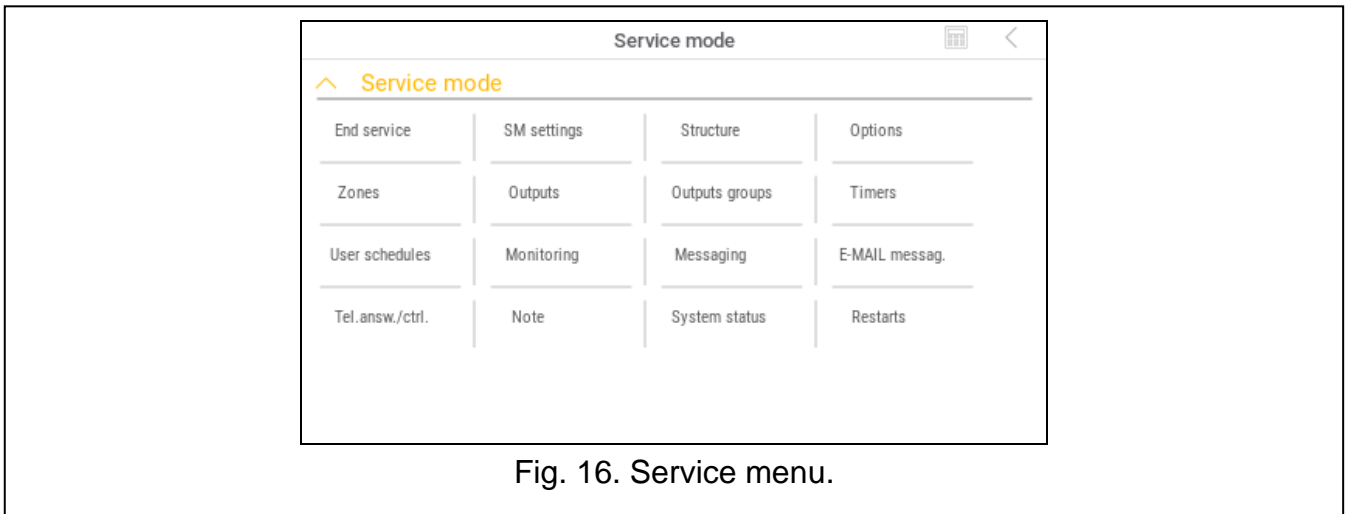 Service mode
Service mode
End service SM settings Structure Options
Zones Outputs Outputs groups Timers
User schedules Monitoring Messaging E-MAIL messag.
Tel.answ./ctrl. Note System status Restarts
Fig. 16. Service menu.